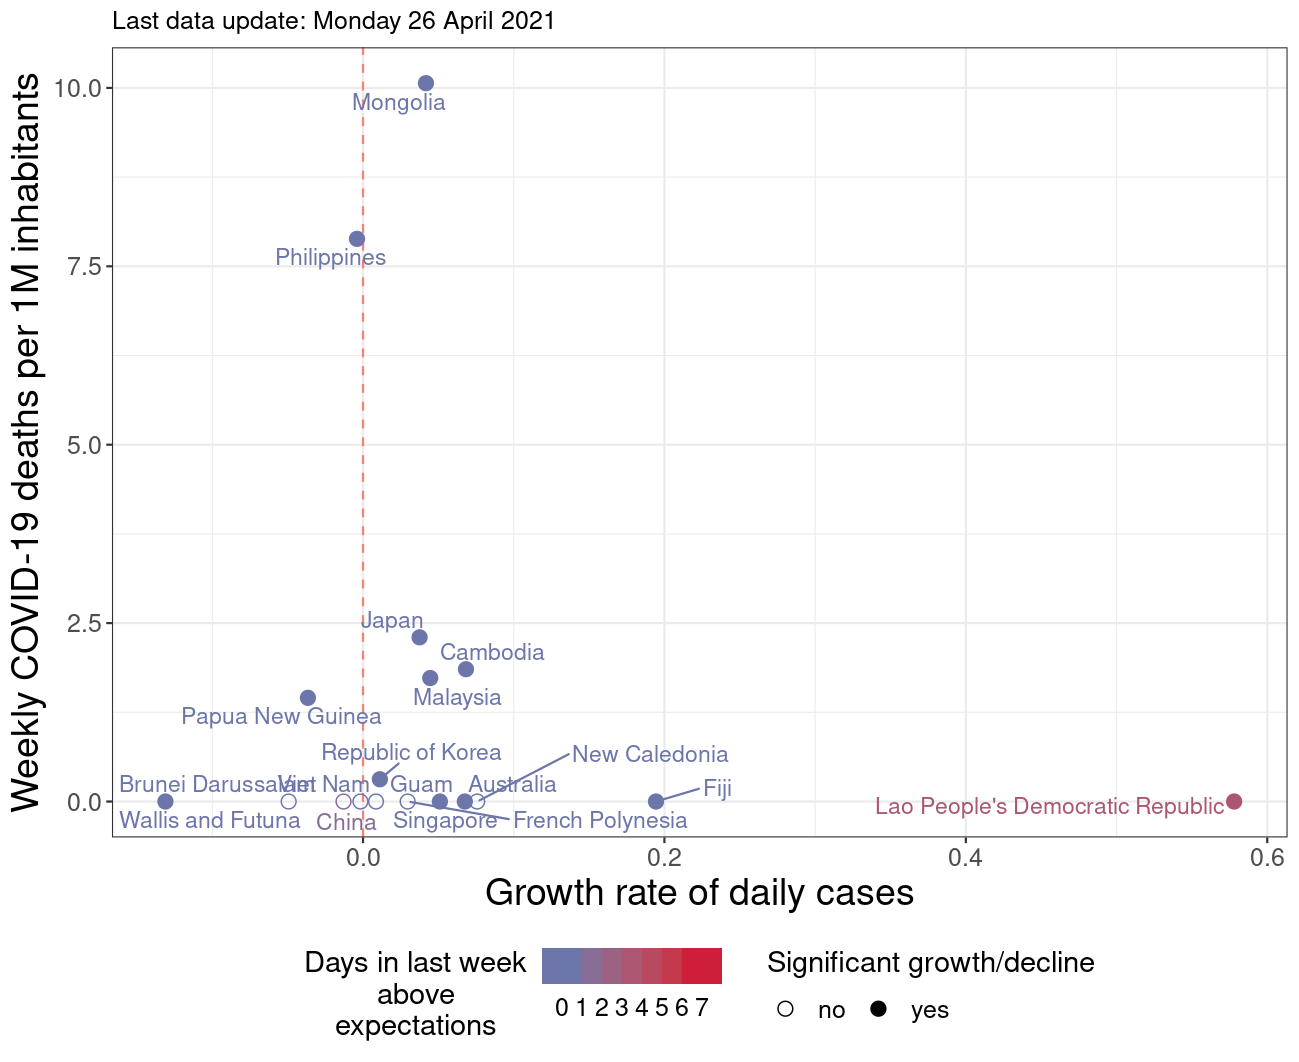 Last data update: Monday 26 April 2021
Weekly COVID-19 deaths per 1M inhabitants
10.0
7.5
5.0
2.5
0.0
Mongolia
Philippines
Japan
Cambodia
Malaysia
Papua New Guinea
Republic of Korea
New Caledonia
Brunei Darussalam
Viet Nam
Guam
Australia
Fiji
Lao People's Democratic Republic
Wallis and Futuna
China
Singapore
French Polynesia
0.0 0.2 0.4 0.6
Growth rate of daily cases
Days in last week
above
expectations
0 1 2 3 4 5 6 7
Significant growth/decline
no yes